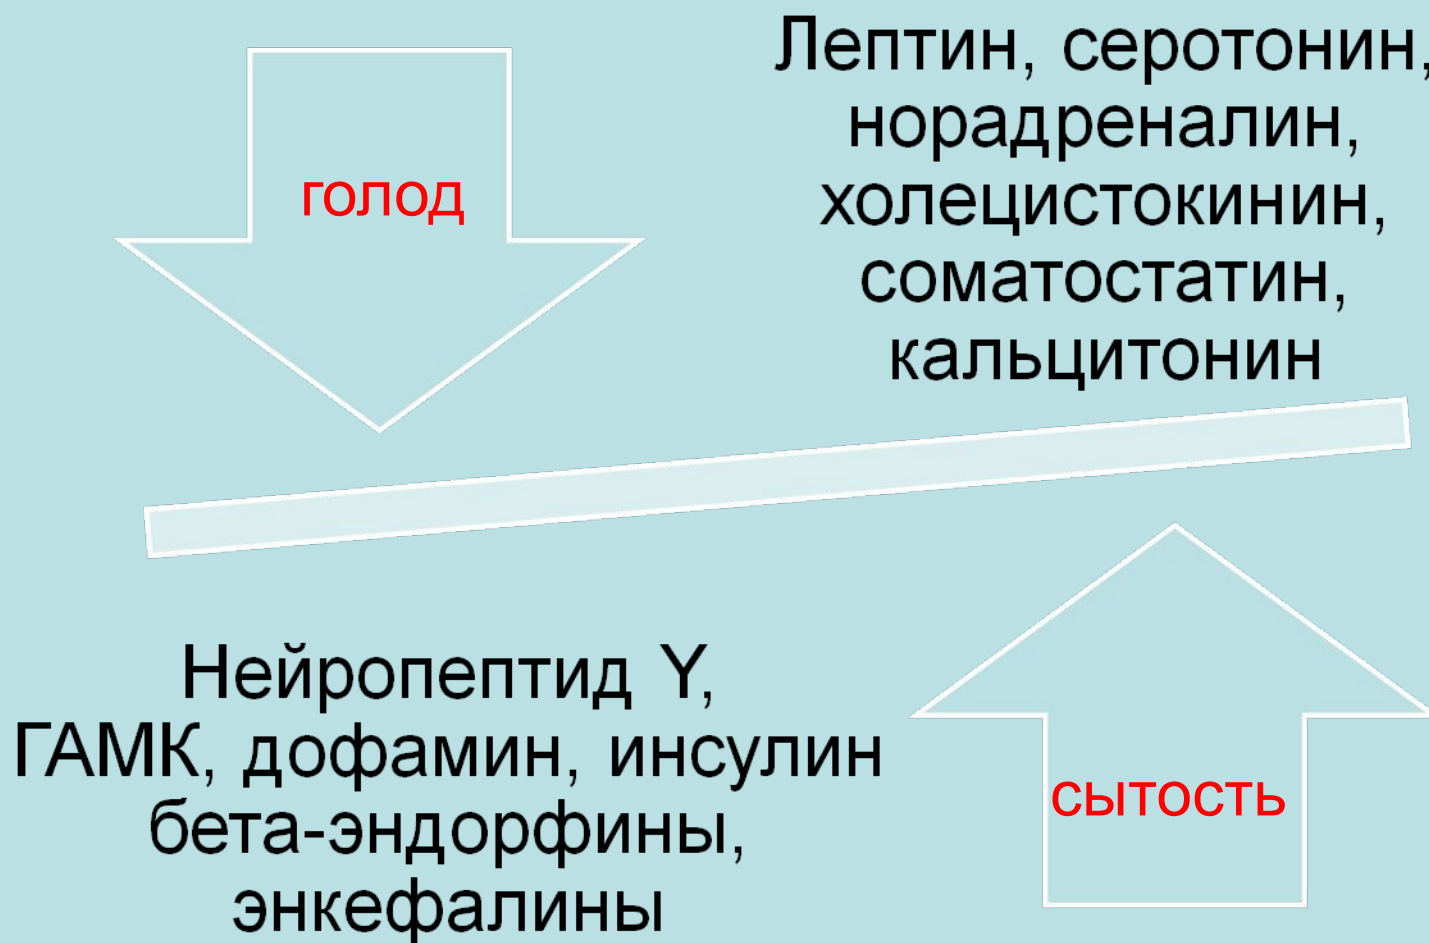 голод
Лептин, серотонин,
норадреналин,
холецистокинин,
соматостатин,
кальцитонин
Нейропептид Y,
ГАМК, дофамин, инсулин
бета-эндорфины,
энкефалины
сытость